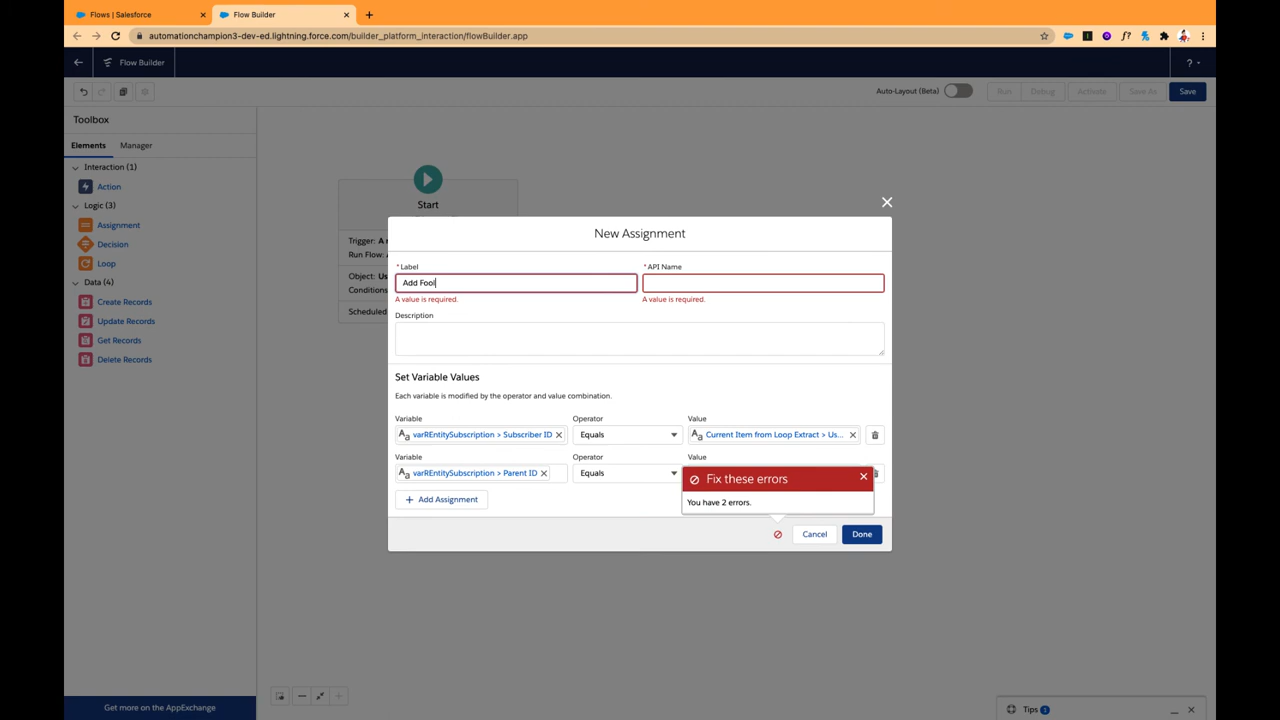 Flows | Salesforce
Flow Builder
automationchampion3-dev-ed.lightning.force.com/builder_platform_interaction/flowBuilder.app
Flow Builder
?
Auto-Layout (Beta)
Run
Debug
Activate
Save As
Save
Toolbox
Elements
Manager
Interaction (1)
Action
Logic (3)
Assignment
Decision
Loop
Data (4)
Create Records
Update Records
Get Records
Delete Records
Get more on the AppExchange
Start
Trigger: A
Run Flow:
Object: Us
Conditions
Scheduled
New Assignment
* Label
* API Name
Add Fool
A value is required.
A value is required.
Description
Set Variable Values
Each variable is modified by the operator and value combination.
Variable
Operator
Value
varREntitySubscription > Subscriber ID
Equals
Current Item from Loop Extract > Us...
Variable
Operator
Value
varREntitySubscription > Parent ID
Equals
Fix these errors
You have 2 errors.
+ Add Assignment
Cancel
Done
Tips 1